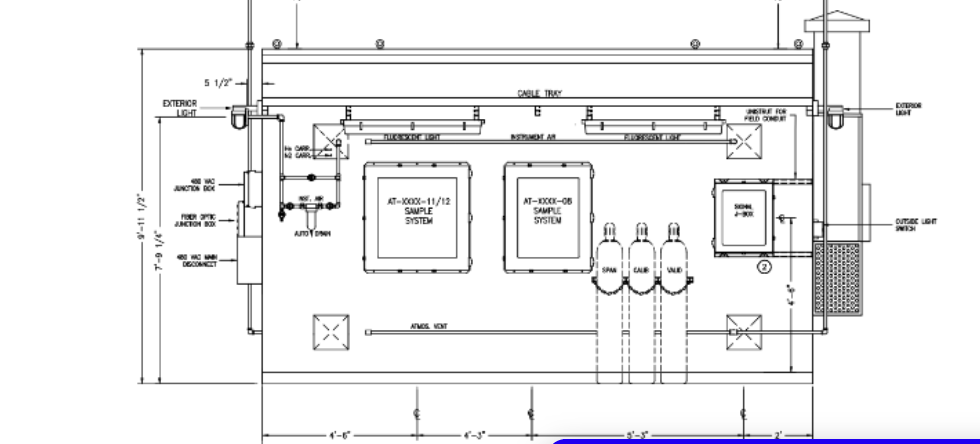 5 1/2"
CABLE TRAY
EXTERIOR
LIGHT
UNISTRUT FOR
FIELD CONDUIT
EXTERIOR
LIGHT
FLUORESCENT LIGHT
INSTRUMENT AIR
FLUORESCENT LIGHT
CARR.
N2 CARR.
480 VAC
JUNCTION BOX
INST. AIR
AT-XXXX-11/12
SAMPLE
SYSTEM
AT-XXXX-08
SAMPLE
SYSTEM
SIGNAL
J-BOX
9'-11 1/2"
7'-9 1/4"
FIBER OPTIC
JUNCTION BOX
AUTO DRAIN
OUTSIDE LIGHT
SWITCH
480 VAC MAIN
DISCONNECT
SPAN
CALIB
VALID
2
4'-6"
ATMOS. VENT
4'-6"
4'-3"
5'-3"
2'